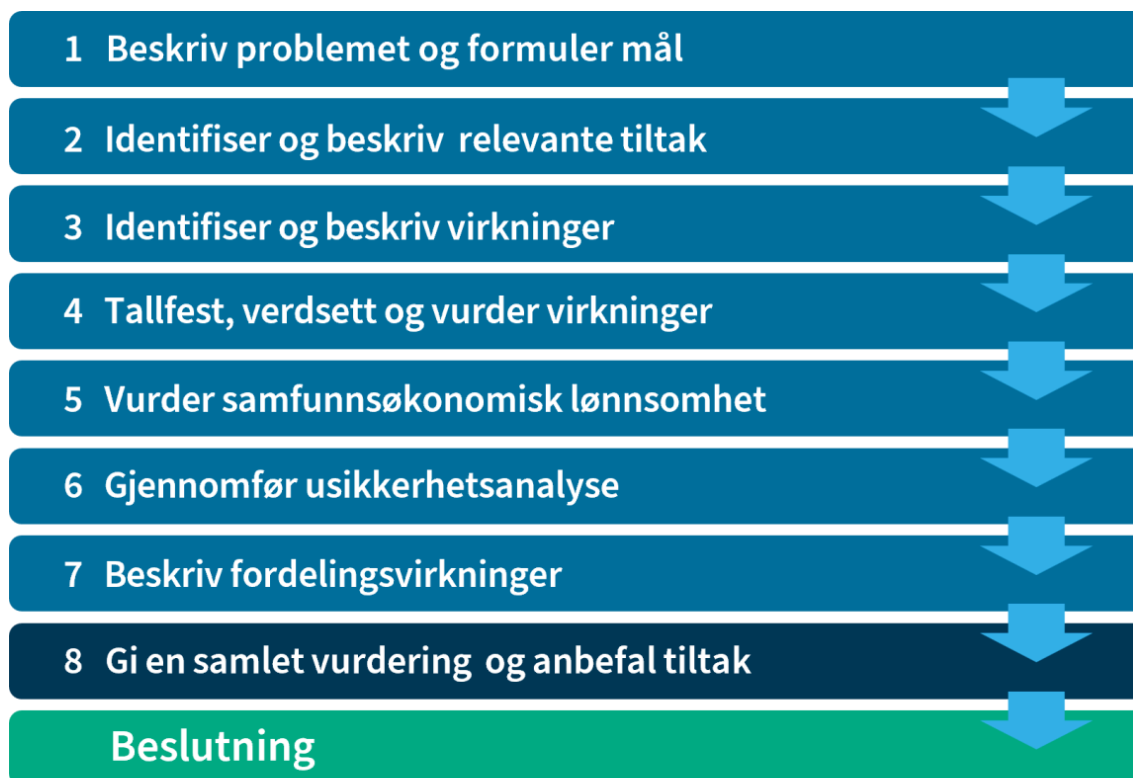 1 Beskriv problemet og formuler mål
2 Identifiser og beskriv relevante tiltak
3 Identifiser og beskriv virkninger
4 Tallfest, verdsett og vurder virkninger
5 Vurder samfunnsøkonomisk lønnsomhet
6 Gjennomfør usikkerhetsanalyse
7 Beskriv fordelingsvirkninger
8 Gi en samlet vurdering og anbefal tiltak
Beslutning